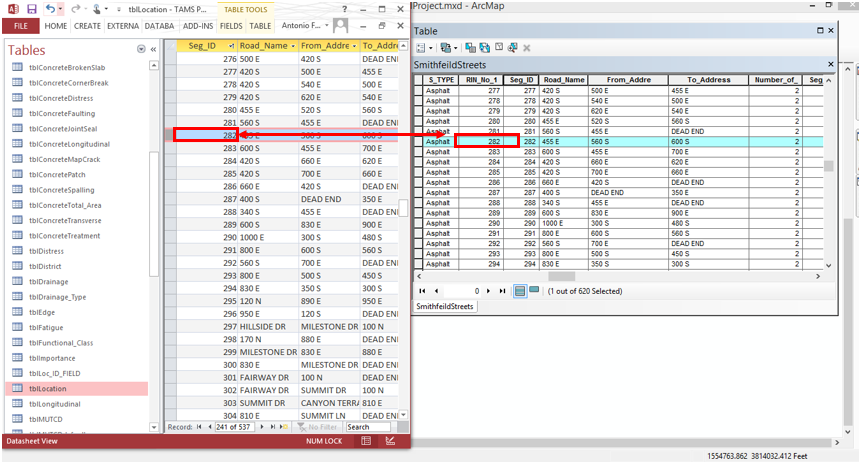 tblLocation - TAMS P...
TABLE TOOLS
?
FILE HOME CREATE EXTERNA DATABA ADD-INS FIELDS TABLE Antonio F...
Tables
tblConcreteBrokenSlab
tblConcreteCornerBreak
tblConcreteDistress
tblConcreteFaulting
tblConcreteJointSeal
tblConcreteLongitudinal
tblConcreteMapCrack
tblConcretePatch
tblConcreteSpalling
tblConcreteTotal_Area
tblConcreteTransverse
tblConcreteTreatment
tblDistress
tblDistrict
tblDrainage
tblDrainage_Type
tblEdge
tblFatigue
tblFunctional_Class
tblImportance
tblLoc_ID_FIELD
tblLocation
tblLongitudinal
tblMUTCD
Seg_ID Road_Name From_Addre To_Addres
276 500 E 420 S DEAD END
277 420 S 500 E 455 E
278 420 S 540 E 500 E
279 420 S 620 E 540 E
280 455 E 520 S 560 S
281 560 S 455 E DEAD END
282 455 E 560 S 600 S
283 600 S 455 E 700 E
284 420 S 660 E 620 E
285 420 S 700 E 660 E
286 660 E 420 S DEAD END
287 400 S DEAD END 350 E
288 340 S 455 E DEAD END
289 600 S 830 E 900 E
290 1000 E 300 S 480 S
291 800 E 600 S 560 S
292 560 S 700 E DEAD END
293 800 E 500 S 450 S
294 830 E 350 S 300 S
295 120 N 890 E 950 E
296 950 E 120 S DEAD END
297 HILLSIDE DR MILESTONE DR 100 N
298 170 N 880 E DEAD END
299 MILESTONE DR 830 E 880 E
300 830 E MILESTONE DR DEAD END
301 FAIRWAY DR 100 N DEAD END
302 FAIRWAY DR SUMMIT DR DEAD END
303 SUMMIT DR CANYON TERRA 810 E
304 810 E SUMMIT LN DEAD END
Record: 241 of 537 No Filter Search
Datasheet View NUM LOCK
Project.mxd - ArcMap
Table
SmithfeildStreets
S_TYPE RIN_No_1 Seg_ID Road_Name From_Addre To_Address Number_of_ Seg
Asphalt 277 277 420 S 500 E 455 E 2
Asphalt 278 278 420 S 540 E 500 E 2
Asphalt 279 279 420 S 620 E 540 E 2
Asphalt 280 280 455 E 520 S 560 S 2
Asphalt 281 281 560 S 455 E DEAD END 2
Asphalt 282 282 455 E 560 S 600 S 2
Asphalt 283 283 600 S 455 E 700 E 2
Asphalt 284 284 420 S 660 E 620 E 2
Asphalt 285 285 420 S 700 E 660 E 2
Asphalt 286 286 660 E 420 S DEAD END 2
Asphalt 287 287 400 S DEAD END 350 E 2
Asphalt 288 288 340 S 455 E DEAD END 2
Asphalt 289 289 600 S 830 E 900 E 2
Asphalt 290 290 1000 E 300 S 480 S 2
Asphalt 291 291 800 E 600 S 560 S 2
Asphalt 292 292 560 S 700 E DEAD END 2
Asphalt 293 293 800 E 500 S 450 S 2
Asphalt 294 294 830 E 350 S 300 S 2
0 (1 out of 620 Selected)
SmithfeildStreets
1554763.862 3814032.412 Feet